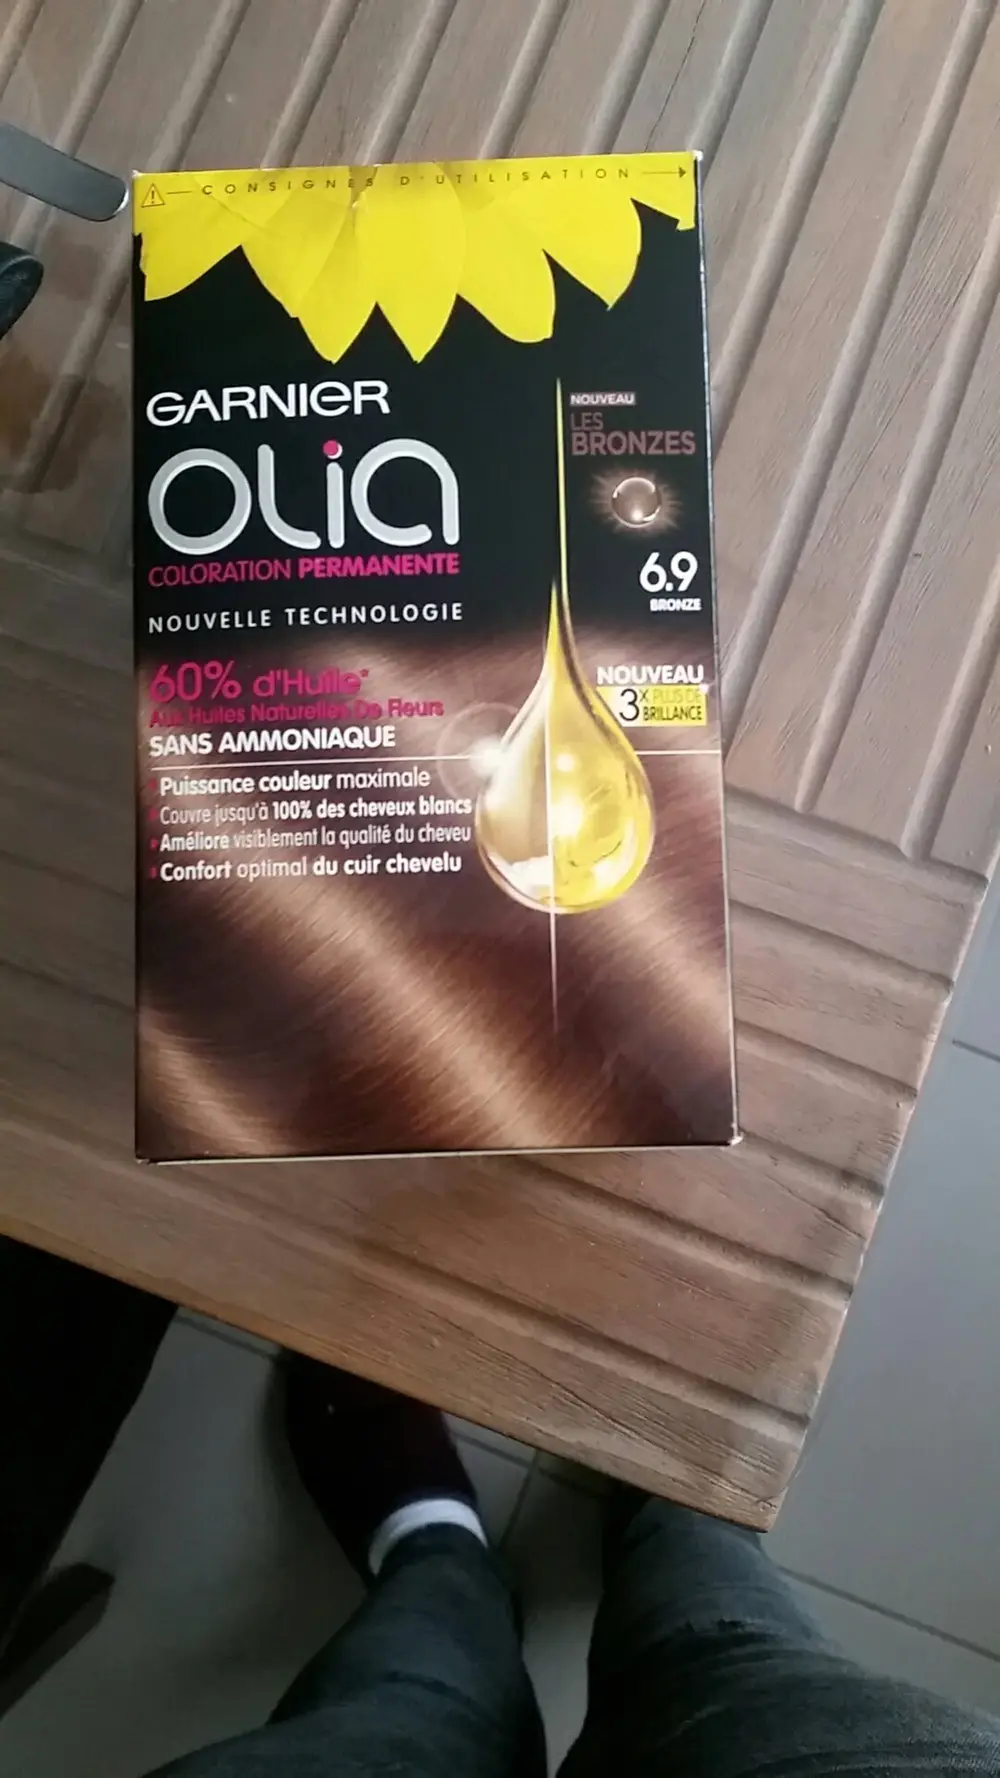 CONSIGNES D'UTILISATION
GARNIER
OLIA
COLORATION PERMANENTE
NOUVELLE TECHNOLOGIE
NOUVEAU
LES
BRONZES
6.9
BRONZE
60% d'Huile*
Aux Huiles Naturelles De Fleurs
SANS AMMONIAQUE
Puissance couleur maximale
Couvre jusqu'à 100% des cheveux blancs
Améliore visiblement la qualité du cheveu
Confort optimal du cuir chevelu
NOUVEAU
3X PLUS DE
BRILLANCE